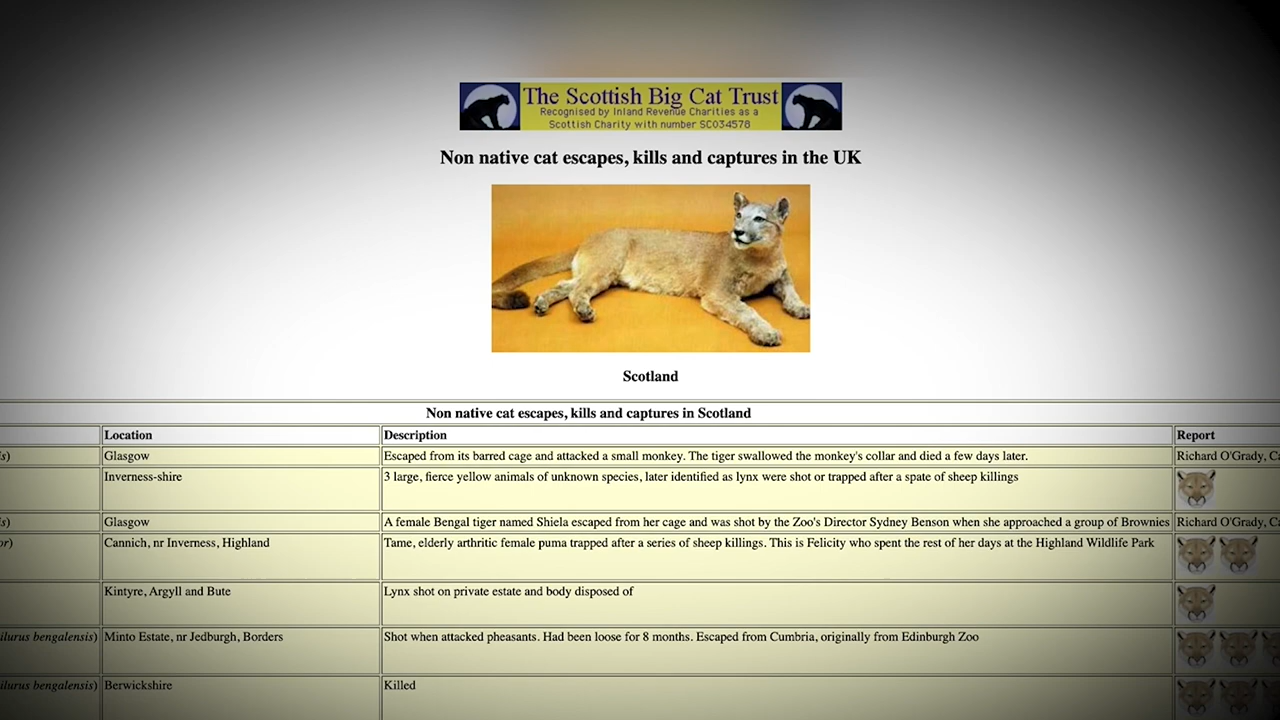 The Scottish Big Cat Trust
Recognised by Inland Revenue Charities as a
Scottish Charity with number SC034578
Non native cat escapes, kills and captures in the UK
Scotland
Non native cat escapes, kills and captures in Scotland
Location Description Report
s) Glasgow Escaped from its barred cage and attacked a small monkey. The tiger swallowed the monkey's collar and died a few days later. Richard O'Grady, Ca
Inverness-shire 3 large, fierce yellow animals of unknown species, later identified as lynx were shot or trapped after a spate of sheep killings
s) Glasgow A female Bengal tiger named Shiela escaped from her cage and was shot by the Zoo's Director Sydney Benson when she approached a group of Brownies Richard O'Grady, Ca
or) Cannich, nr Inverness, Highland Tame, elderly arthritic female puma trapped after a series of sheep killings. This is Felicity who spent the rest of her days at the Highland Wildlife Park
Kintyre, Argyll and Bute Lynx shot on private estate and body disposed of
ilurus bengalensis) Minto Estate, nr Jedburgh, Borders Shot when attacked pheasants. Had been loose for 8 months. Escaped from Cumbria, originally from Edinburgh Zoo
ilurus bengalensis) Berwickshire Killed